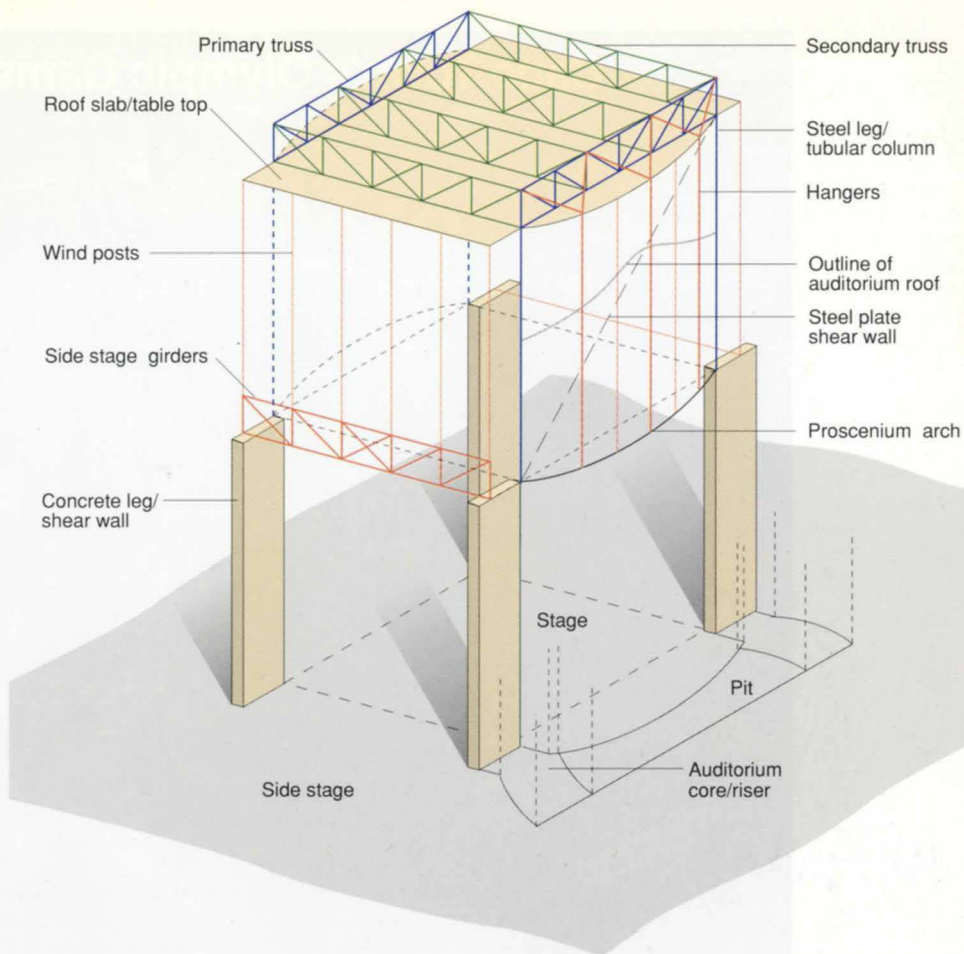 Primary truss
Secondary truss
Roof slab/table top
Steel leg/
tubular column
Hangers
Wind posts
Outline of
auditorium roof
Steel plate
shear wall
Side stage girders
Proscenium arch
Concrete leg/
shear wall
Stage
Pit
Side stage
Auditorium
core/riser